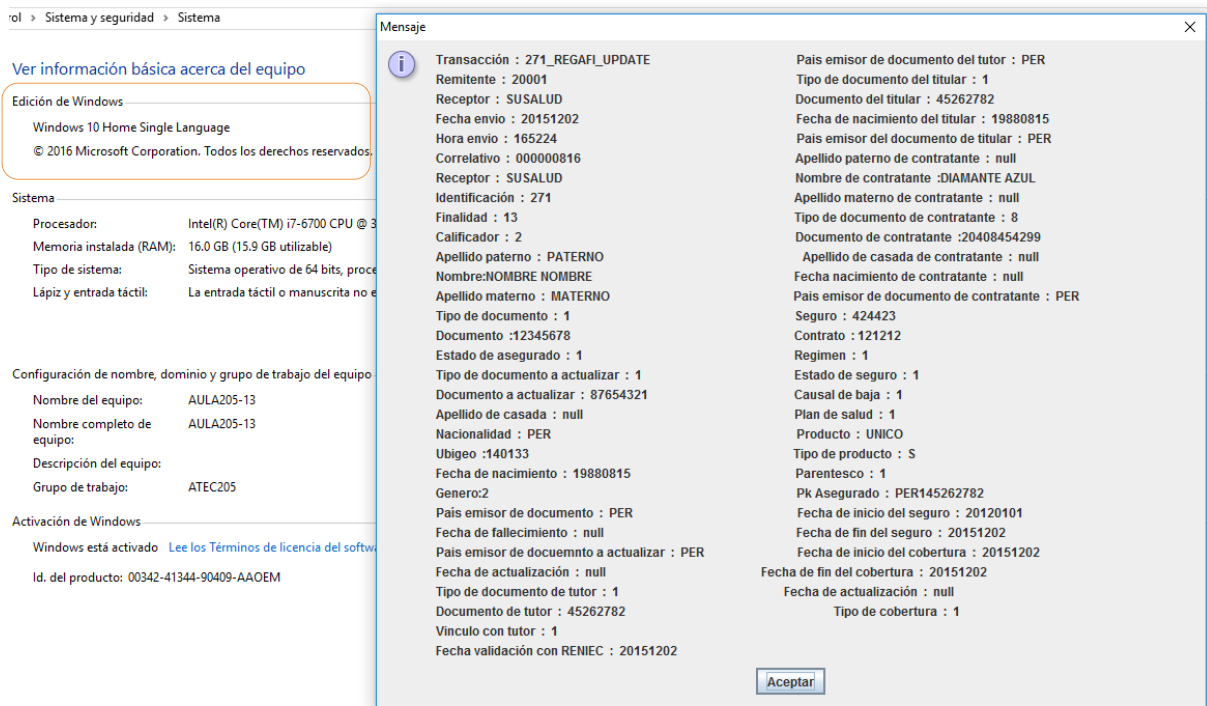 rol > Sistema y seguridad > Sistema
Ver información básica acerca del equipo
Edición de Windows
Windows 10 Home Single Language
© 2016 Microsoft Corporation. Todos los derechos reservados.
Sistema
Procesador: Intel(R) Core(TM) i7-6700 CPU @ 3
Memoria instalada (RAM): 16.0 GB (15.9 GB utilizable)
Tipo de sistema: Sistema operativo de 64 bits, proce
Lápiz y entrada táctil: La entrada táctil o manuscrita no e
Configuración de nombre, dominio y grupo de trabajo del equipo
Nombre del equipo: AULA205-13
Nombre completo de AULA205-13
equipo:
Descripción del equipo:
Grupo de trabajo: ATEC205
Activación de Windows
Windows está activado Lee los Términos de licencia del softwa
Id. del producto: 00342-41344-90409-AAOEM
Mensaje
Transacción : 271_REGAFI_UPDATE
Remitente : 20001
Receptor : SUSALUD
Fecha envio : 20151202
Hora envio : 165224
Correlativo : 000000816
Receptor : SUSALUD
Identificación : 271
Finalidad : 13
Calificador : 2
Apellido paterno : PATERNO
Nombre:NOMBRE NOMBRE
Apellido materno : MATERNO
Tipo de documento : 1
Documento :12345678
Estado de asegurado : 1
Tipo de documento a actualizar : 1
Documento a actualizar : 87654321
Apellido de casada : null
Nacionalidad : PER
Ubigeo :140133
Fecha de nacimiento : 19880815
Genero:2
Pais emisor de documento : PER
Fecha de fallecimiento : null
Pais emisor de docuemnto a actualizar : PER
Fecha de actualización : null
Tipo de documento de tutor : 1
Documento de tutor : 45262782
Vinculo con tutor : 1
Fecha validación con RENIEC : 20151202
Pais emisor de documento del tutor : PER
Tipo de documento del titular : 1
Documento del titular : 45262782
Fecha de nacimiento del titular : 19880815
Pais emisor del documento de titular : PER
Apellido paterno de contratante : null
Nombre de contratante :DIAMANTE AZUL
Apellido materno de contratante : null
Tipo de documento de contratante : 8
Documento de contratante :20408454299
Apellido de casada de contratante : null
Fecha nacimiento de contratante : null
Pais emisor de documento de contratante : PER
Seguro : 424423
Contrato : 121212
Regimen : 1
Estado de seguro : 1
Causal de baja : 1
Plan de salud : 1
Producto : UNICO
Tipo de producto : S
Parentesco : 1
Pk Asegurado : PER145262782
Fecha de inicio del seguro : 20120101
Fecha de fin del seguro : 20151202
Fecha de inicio del cobertura : 20151202
Fecha de fin del cobertura : 20151202
Fecha de actualización : null
Tipo de cobertura : 1
Aceptar